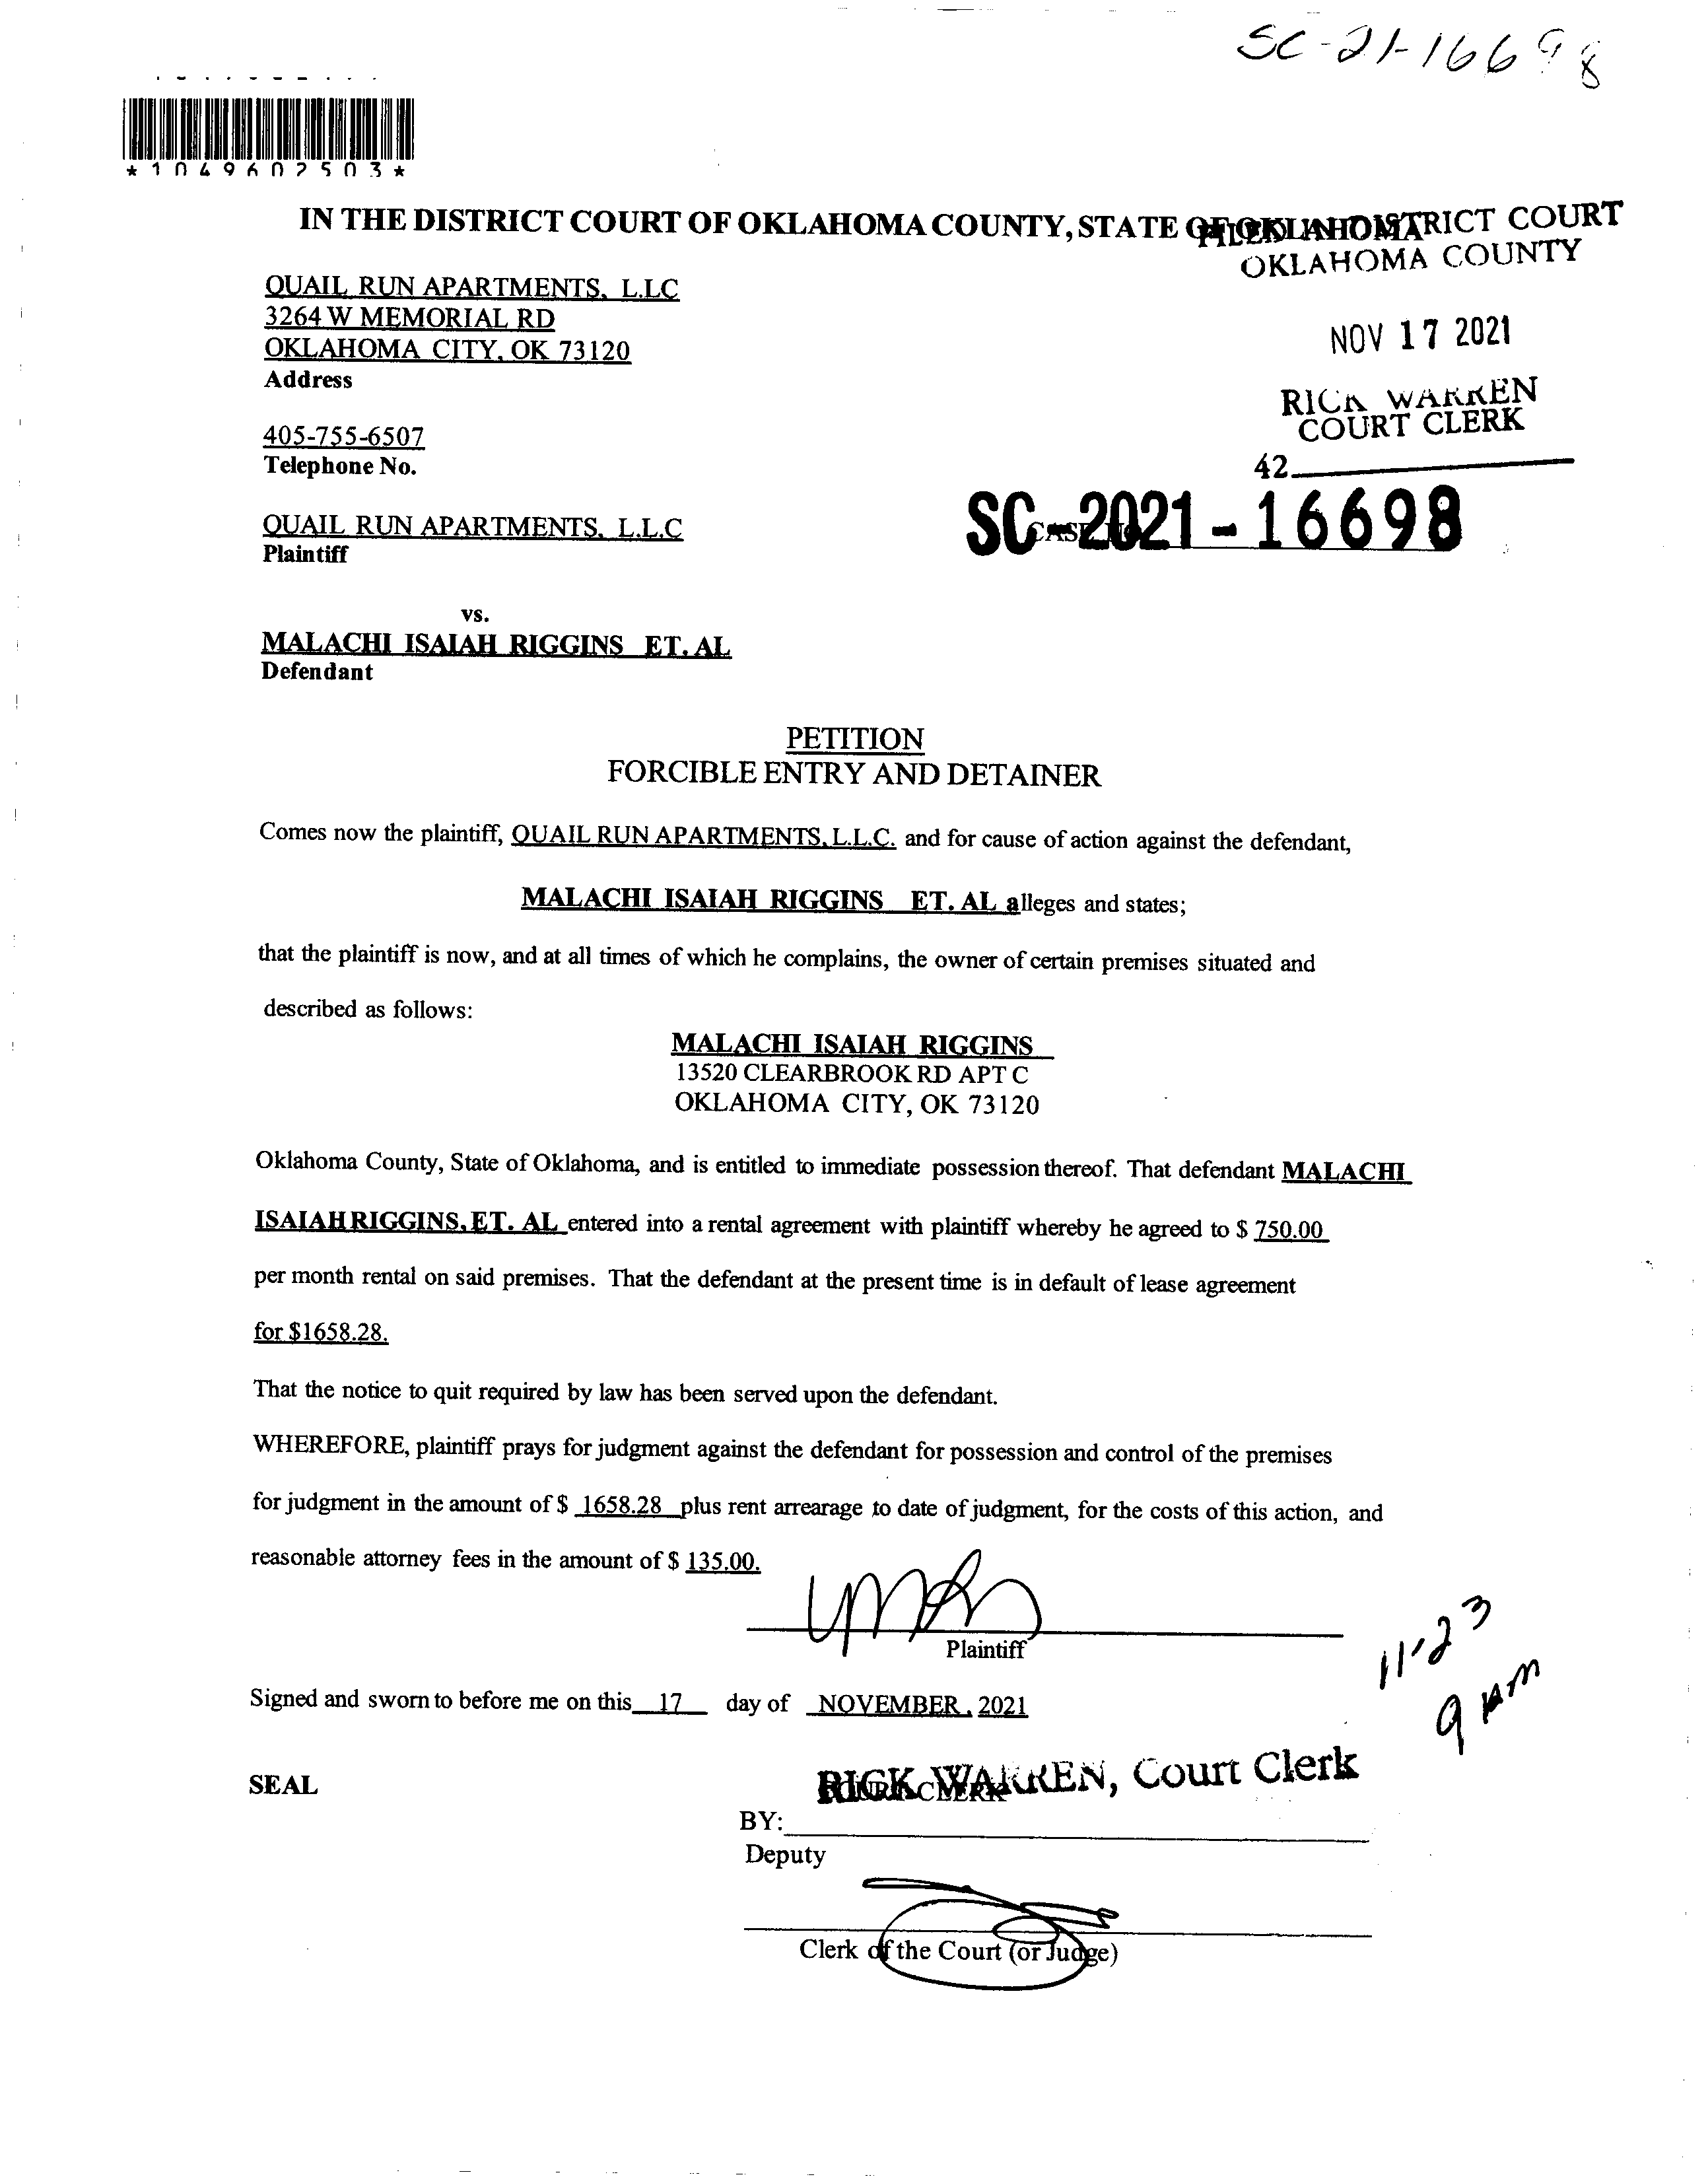 SC-21-16698
*1049602503*
IN THE DISTRICT COURT OF OKLAHOMA COUNTY, STATE OF OKLAHOMA
FILED IN DISTRICT COURT
OKLAHOMA COUNTY
QUAIL RUN APARTMENTS, L.LC
3264 W MEMORIAL RD
OKLAHOMA CITY, OK 73120
Address
NOV 17 2021
RICK WARREN
COURT CLERK
42
405-755-6507
Telephone No.
SC-2021-16698
QUAIL RUN APARTMENTS, L.L.C
Plaintiff
vs.
MALACHI ISAIAH RIGGINS ET. AL
Defendant
PETITION
FORCIBLE ENTRY AND DETAINER
Comes now the plaintiff, QUAIL RUN APARTMENTS, L.L.C. and for cause of action against the defendant,
MALACHI ISAIAH RIGGINS ET. AL alleges and states;
that the plaintiff is now, and at all times of which he complains, the owner of certain premises situated and
described as follows:
MALACHI ISAIAH RIGGINS
13520 CLEARBROOK RD APT C
OKLAHOMA CITY, OK 73120
Oklahoma County, State of Oklahoma, and is entitled to immediate possession thereof. That defendant MALACHI
ISAIAH RIGGINS, ET. AL entered into a rental agreement with plaintiff whereby he agreed to $ 750.00
per month rental on said premises. That the defendant at the present time is in default of lease agreement
for $1658.28.
That the notice to quit required by law has been served upon the defendant.
WHEREFORE, plaintiff prays for judgment against the defendant for possession and control of the premises
for judgment in the amount of $ 1658.28 plus rent arrearage to date of judgment, for the costs of this action, and
reasonable attorney fees in the amount of $ 135.00.
Plaintiff
11-23
9 am
Signed and sworn to before me on this 17 day of NOVEMBER, 2021
SEAL
RICK WARREN, Court Clerk
COURT CLERK
BY:
Deputy
Clerk of the Court (or Judge)